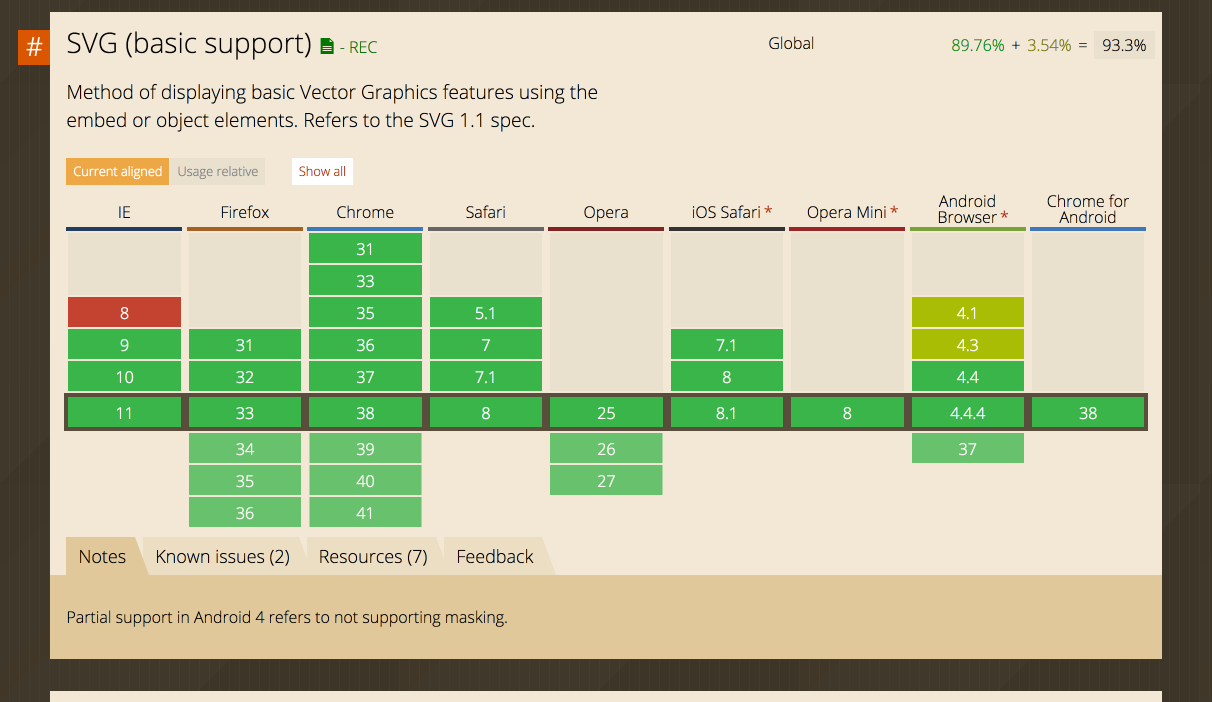 #
SVG (basic support) - REC
Global
89.76% + 3.54% = 93.3%
Method of displaying basic Vector Graphics features using the
embed or object elements. Refers to the SVG 1.1 spec.
Current aligned Usage relative Show all
IE Firefox Chrome Safari Opera iOS Safari * Opera Mini * Android Browser * Chrome for Android
31
33
8 35 5.1 4.1
9 31 36 7 7.1 4.3
10 32 37 7.1 8 4.4
11 33 38 8 25 8.1 8 4.4.4 38
34 39 26 37
35 40 27
36 41
Notes Known issues (2) Resources (7) Feedback
Partial support in Android 4 refers to not supporting masking.